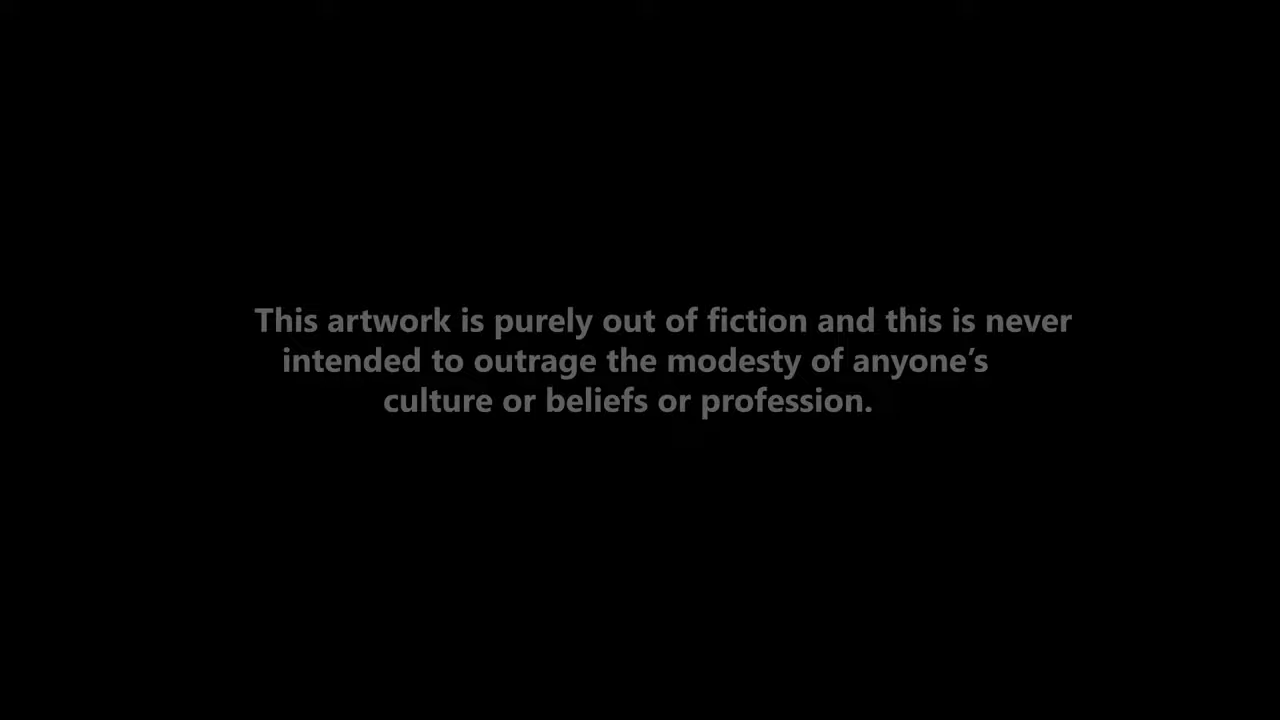 This artwork is purely out of fiction and this is never
intended to outrage the modesty of anyone’s
culture or beliefs or profession.